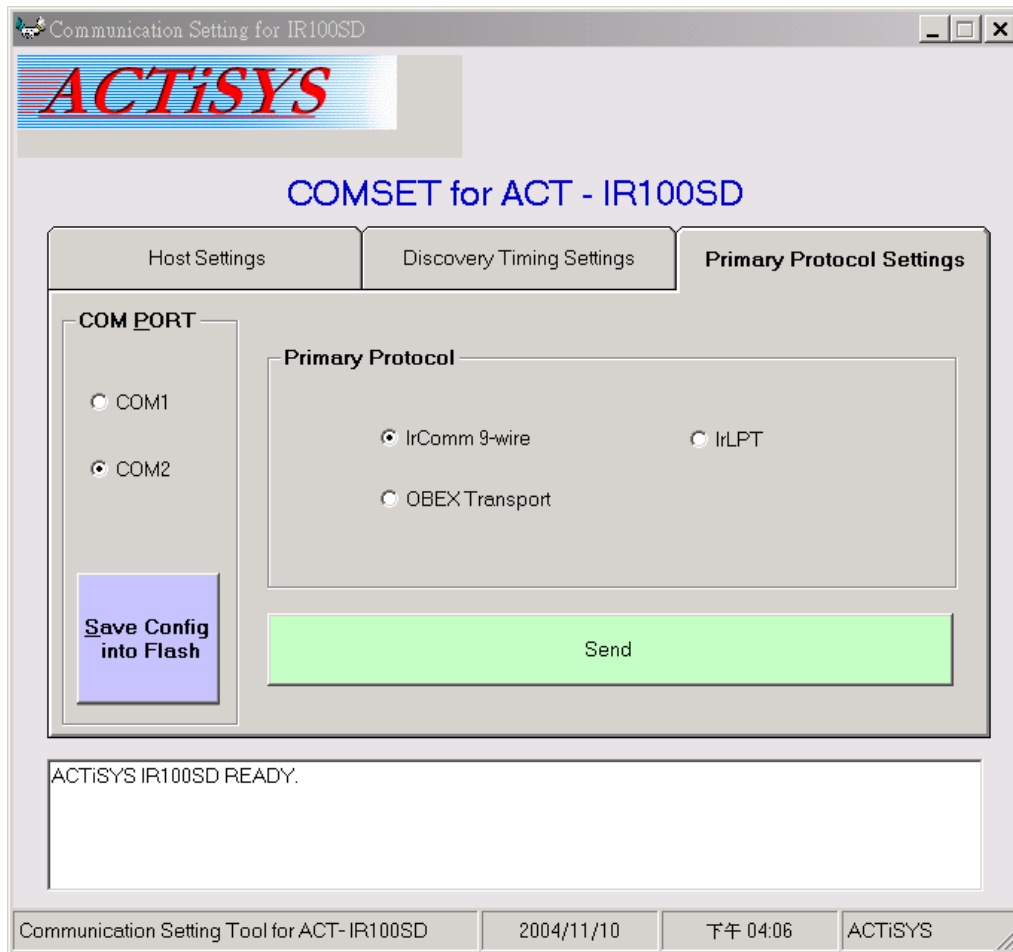 Communication Setting for IR100SD
ACTiSYS
COMSET for ACT - IR100SD
Host Settings
Discovery Timing Settings
Primary Protocol Settings
COM PORT
COM1
COM2
Save Config
into Flash
Primary Protocol
IrComm 9-wire
IrLPT
OBEX Transport
Send
ACTiSYS IR100SD READY.
Communication Setting Tool for ACT- IR100SD
2004/11/10
下午 04:06
ACTiSYS